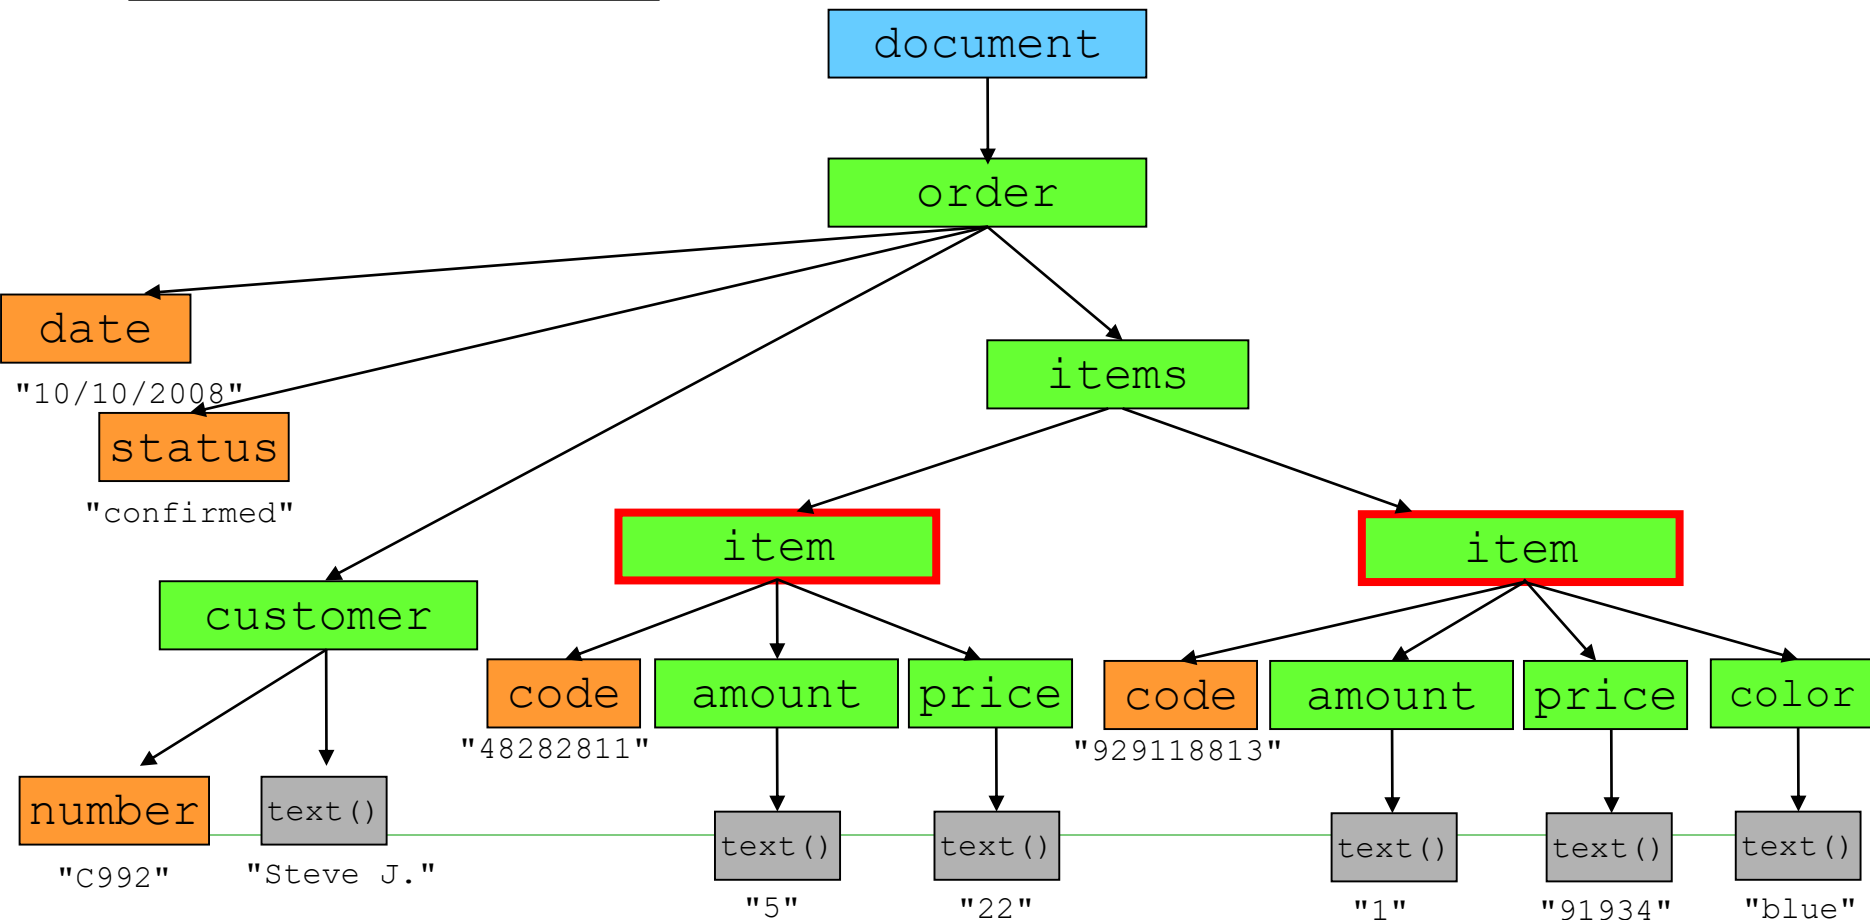 document
order
date
"10/10/2008"
items
status
"confirmed"
item
item
customer
code
amount
price
code
amount
price
color
"48282811"
"929118813"
number
text()
text()
text()
text()
text()
text()
"C992"
"Steve J."
"5"
"22"
"1"
"91934"
"blue"